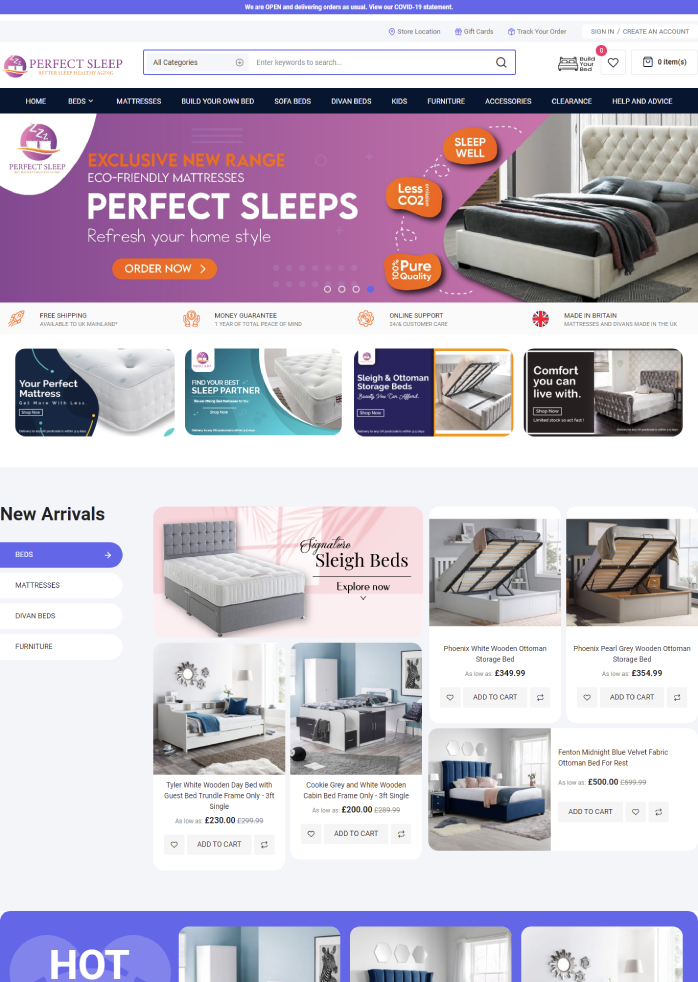 We are OPEN and delivering orders as usual. View our COVID-19 statement.
Store Location
Gift Cards
Track Your Order
SIGN IN / CREATE AN ACCOUNT
PERFECT SLEEP
BETTER SLEEP HEALTHY AGING
All Categories
Enter keywords to search...
Build
Your
Bed
0
0 item(s)
HOME
BEDS
MATTRESSES
BUILD YOUR OWN BED
SOFA BEDS
DIVAN BEDS
KIDS
FURNITURE
ACCESSORIES
CLEARANCE
HELP AND ADVICE
ZZZ
PERFECT SLEEP
EXCLUSIVE NEW RANGE
ECO-FRIENDLY MATTRESSES
PERFECT SLEEPS
Refresh your home style
ORDER NOW
SLEEP
WELL
Less
CO2
100%
Pure
Quality
FREE SHIPPING
AVAILABLE TO UK MAINLAND*
MONEY GUARANTEE
1 YEAR OF TOTAL PEACE OF MIND
ONLINE SUPPORT
24/6 CUSTOMER CARE
MADE IN BRITAIN
MATTRESSES AND DIVANS MADE IN THE UK
Your Perfect
Mattress
Get More With Less.
Shop Now
FIND YOUR BEST
SLEEP PARTNER
Shop Now
Sleigh & Ottoman
Storage Beds
Beauty You Can Afford.
Shop Now
Comfort
you can
live with.
Shop Now
Limited stock so act fast!
New Arrivals
BEDS
MATTRESSES
DIVAN BEDS
FURNITURE
Signature
Sleigh Beds
Explore now
Phoenix White Wooden Ottoman
Storage Bed
As low as: £349.99
ADD TO CART
Phoenix Pearl Grey Wooden Ottoman
Storage Bed
As low as: £354.99
ADD TO CART
Tyler White Wooden Day Bed with
Guest Bed Trundle Frame Only - 3ft
Single
As low as: £230.00 £299.99
ADD TO CART
Cookie Grey and White Wooden
Cabin Bed Frame Only - 3ft Single
As low as: £200.00 £289.99
ADD TO CART
Fenton Midnight Blue Velvet Fabric
Ottoman Bed For Rest
As low as: £500.00 £599.99
ADD TO CART
HOT